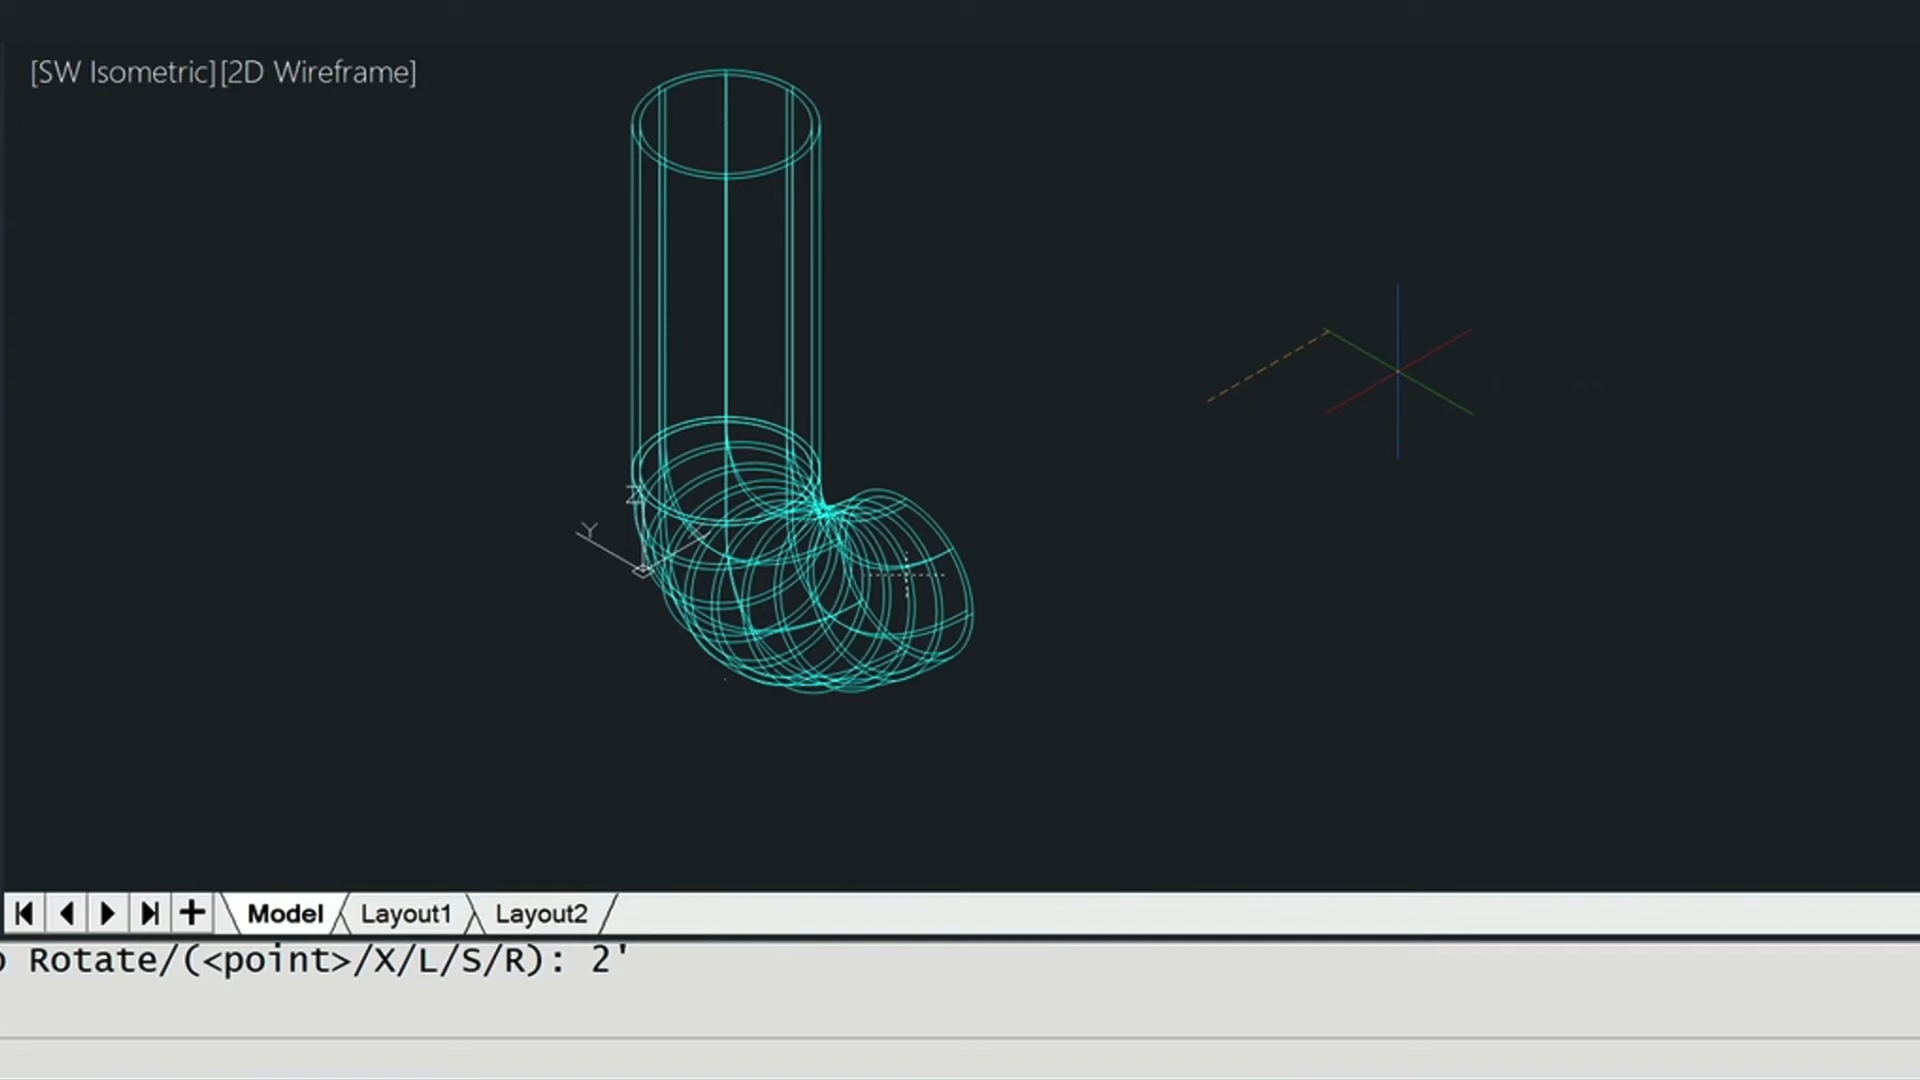 [SW Isometric][2D Wireframe]
Z
Y
Model Layout1 Layout2
Rotate/(<point>/X/L/S/R): 2'